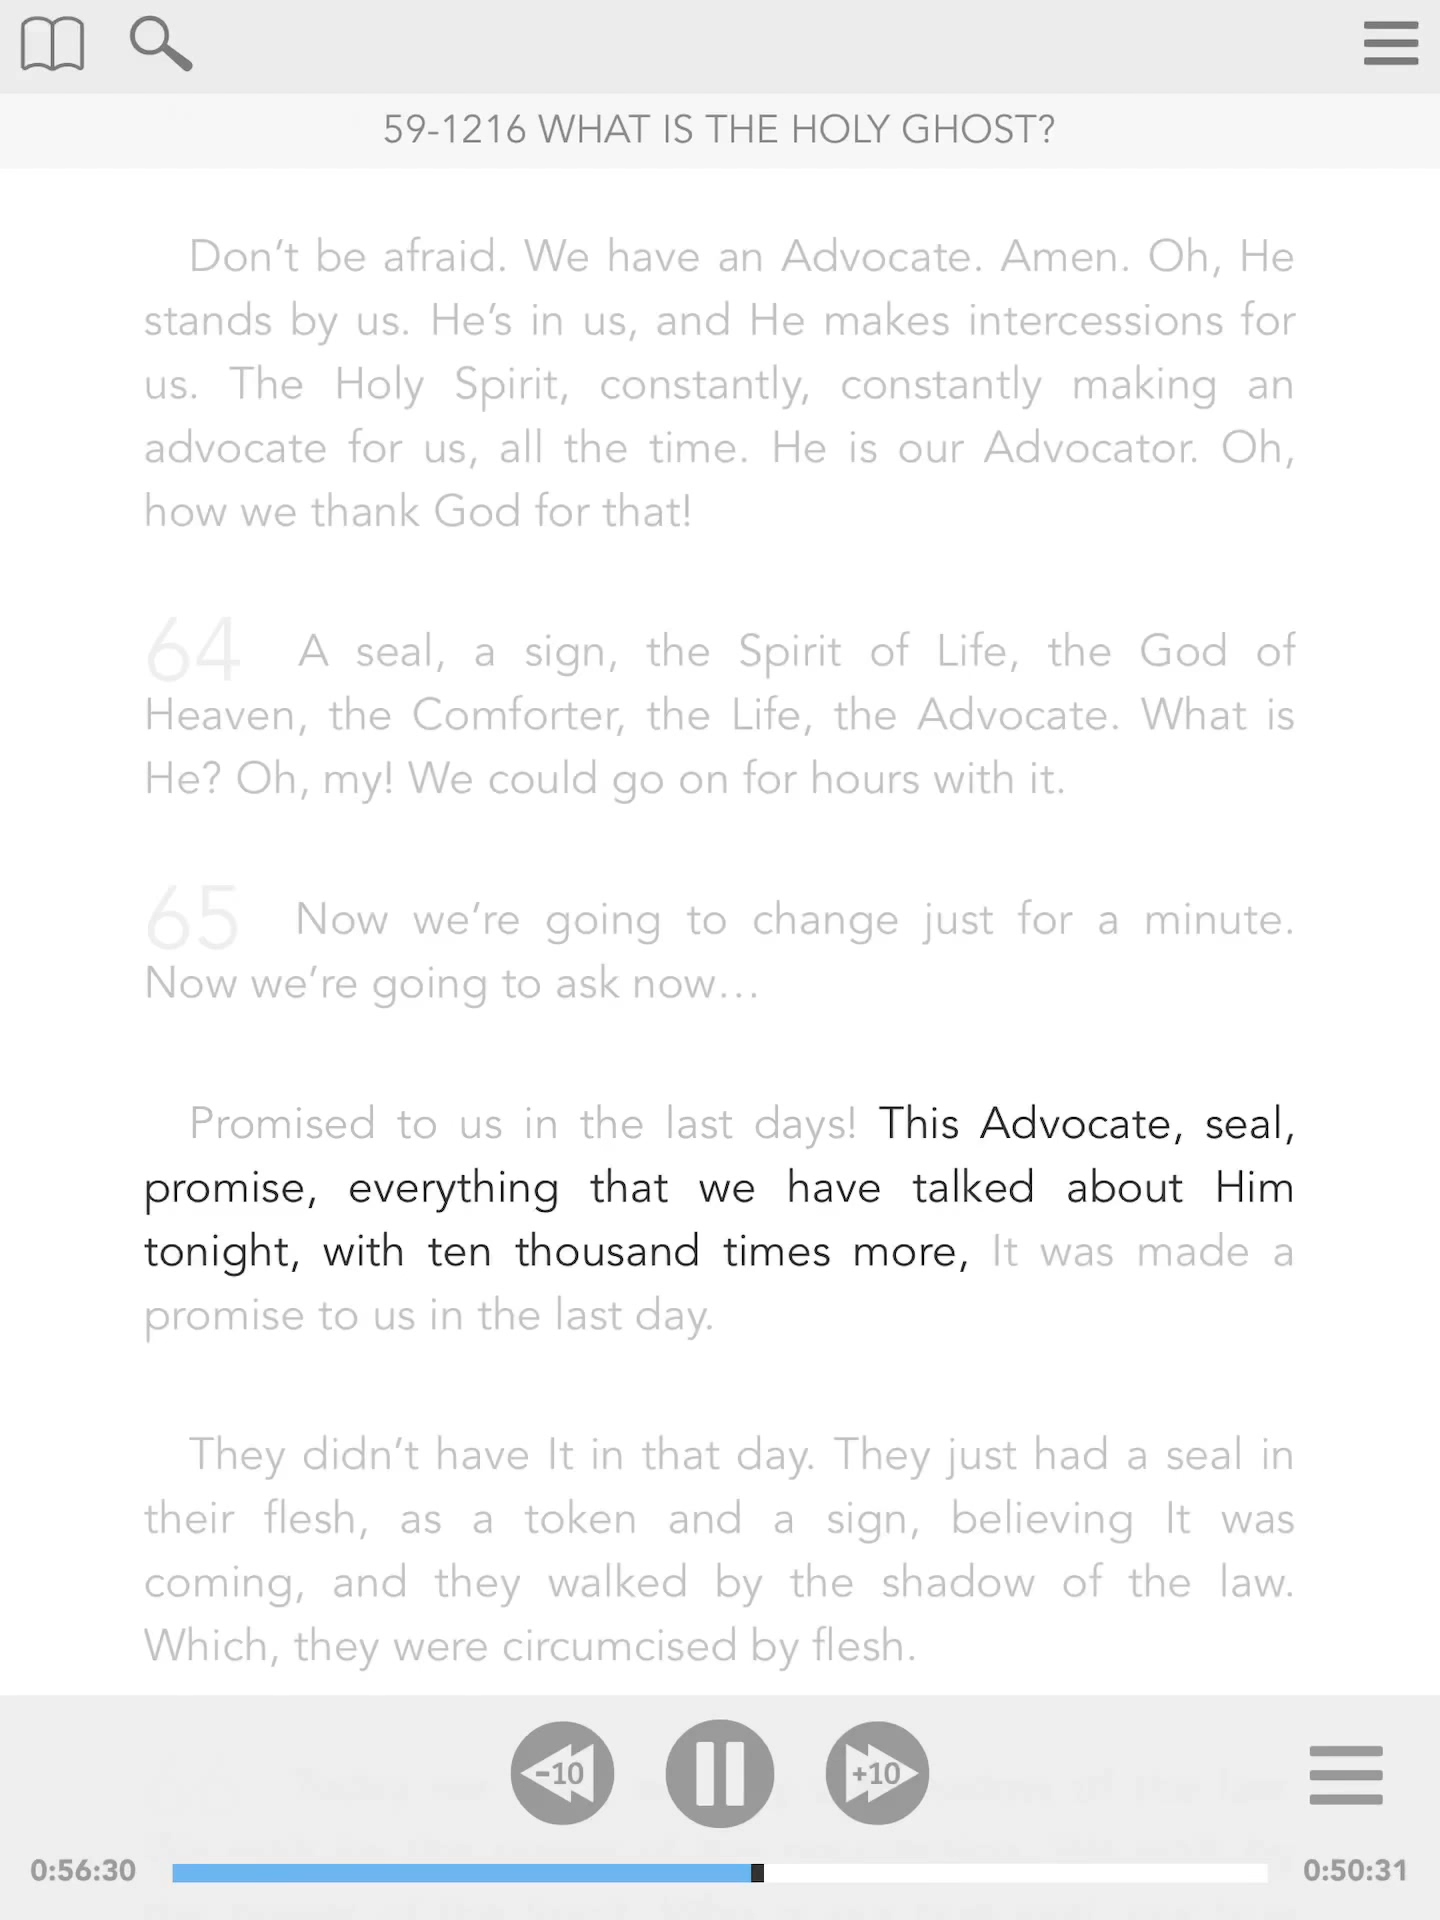 59-1216 WHAT IS THE HOLY GHOST?
Don't be afraid. We have an Advocate. Amen. Oh, He
stands by us. He's in us, and He makes intercessions for
us. The Holy Spirit, constantly, constantly making an
advocate for us, all the time. He is our Advocator. Oh,
how we thank God for that!
64 A seal, a sign, the Spirit of Life, the God of
Heaven, the Comforter, the Life, the Advocate. What is
He? Oh, my! We could go on for hours with it.
65 Now we're going to change just for a minute.
Now we're going to ask now…
Promised to us in the last days! This Advocate, seal,
promise, everything that we have talked about Him
tonight, with ten thousand times more, It was made a
promise to us in the last day.
They didn't have It in that day. They just had a seal in
their flesh, as a token and a sign, believing It was
coming, and they walked by the shadow of the law.
Which, they were circumcised by flesh.
-10 +10
0:56:30 0:50:31